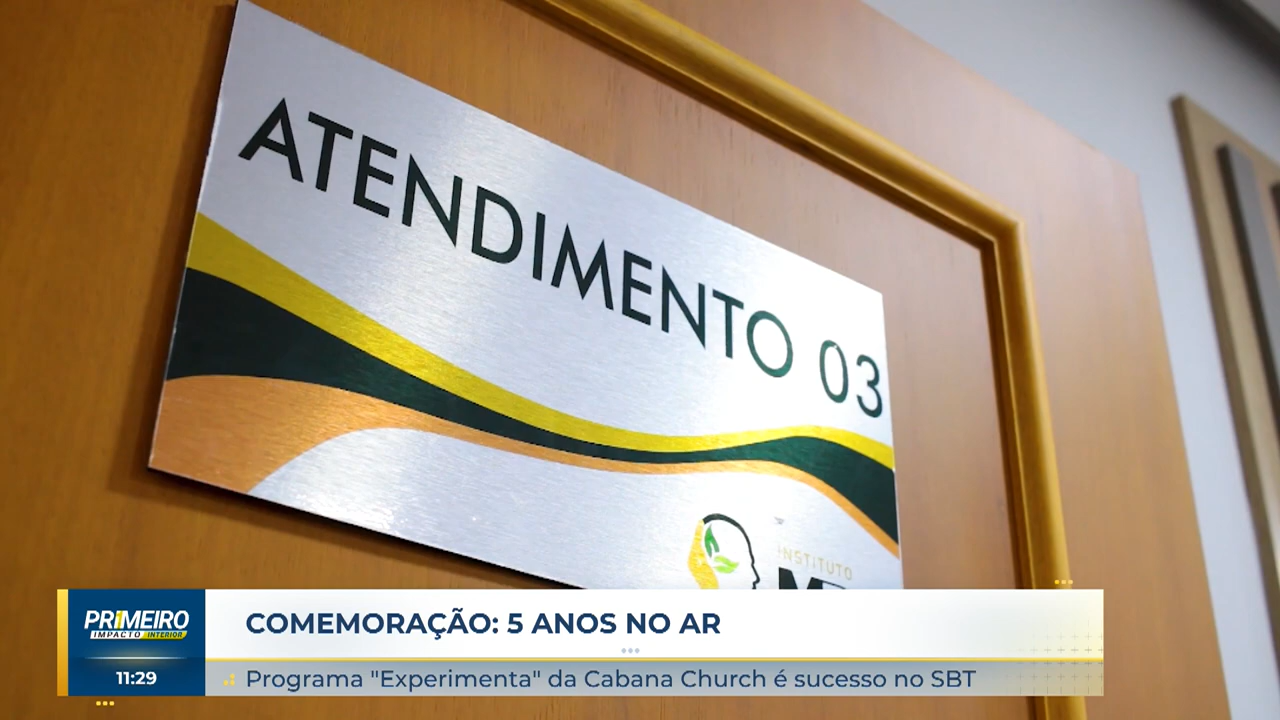 ATENDIMENTO 03
INSTITUTO
PRIMEIRO
IMPACTO INTERIOR
11:29
COMEMORAÇÃO: 5 ANOS NO AR
Programa "Experimenta" da Cabana Church é sucesso no SBT